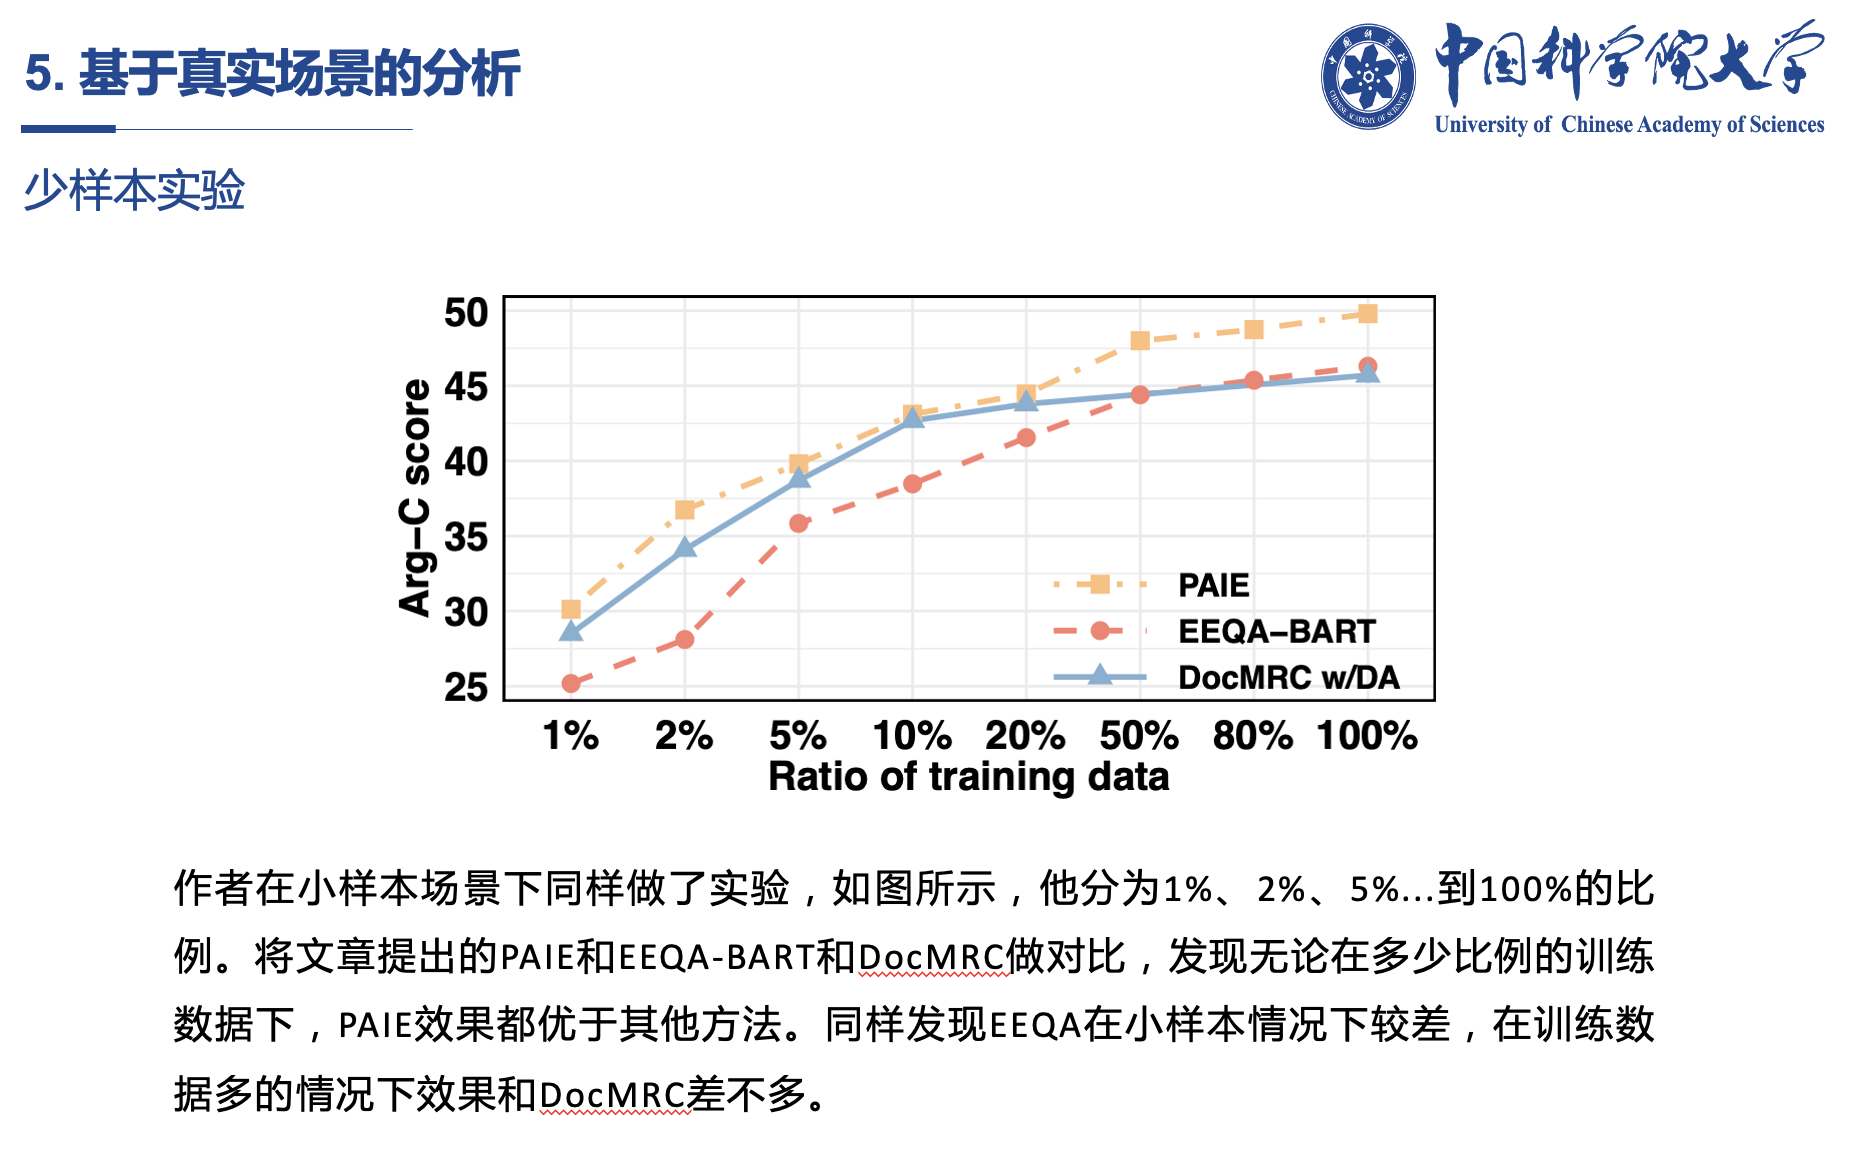 5. 基于真实场景的分析
中国科学院大学
University of Chinese Academy of Sciences
少样本实验
50
45
40
35
30
25
Arg–C score
PAIE
EEQA–BART
DocMRC w/DA
1% 2% 5% 10% 20% 50% 80% 100%
Ratio of training data
作者在小样本场景下同样做了实验，如图所示，他分为1%、2%、5%...到100%的比
例。将文章提出的PAIE和EEQA-BART和DocMRC做对比，发现无论在多少比例的训练
数据下，PAIE效果都优于其他方法。同样发现EEQA在小样本情况下较差，在训练数
据多的情况下效果和DocMRC差不多。